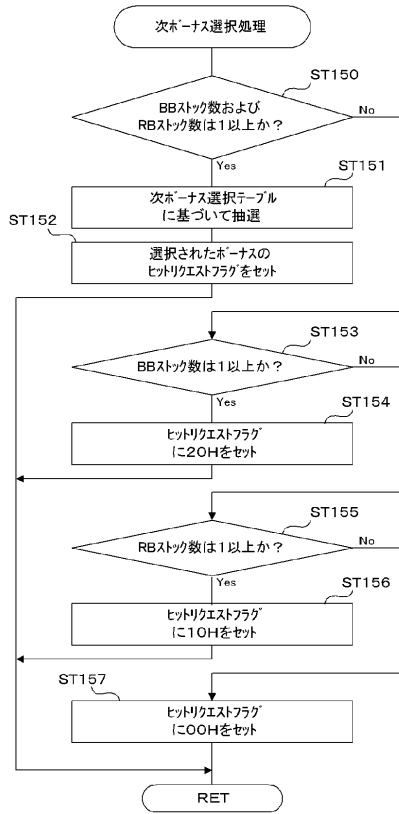 次ボーナス選択処理
ST150
BBストック数および
RBストック数は1以上か？
No
Yes
ST151
次ボーナス選択テーブル
に基づいて抽選
ST152
選択されたボーナスの
ヒットリクエストフラグをセット
ST153
BBストック数は1以上か？
No
Yes
ST154
ヒットリクエストフラグ
に20Hをセット
ST155
RBストック数は1以上か？
No
Yes
ST156
ヒットリクエストフラグ
に10Hをセット
ST157
ヒットリクエストフラグ
に00Hをセット
RET